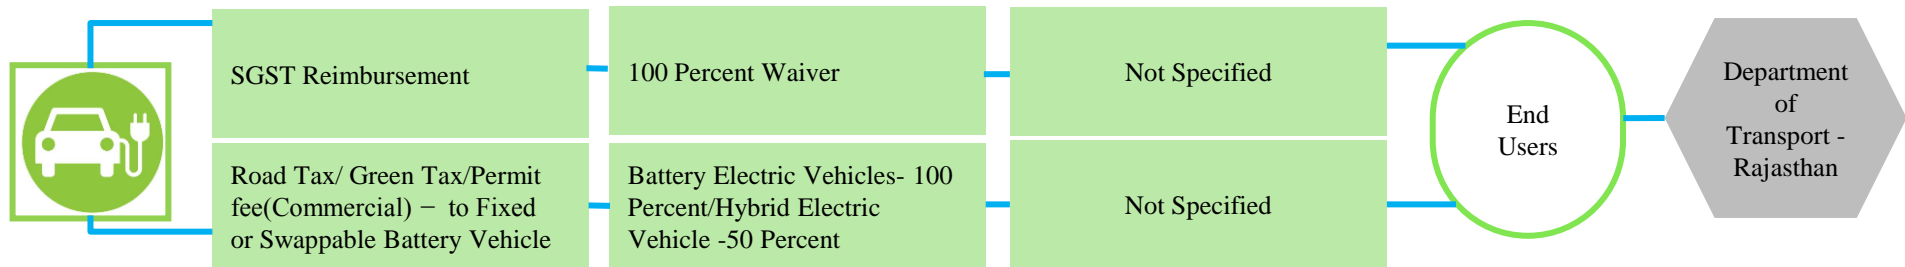 SGST Reimbursement
100 Percent Waiver
Not Specified
Road Tax/ Green Tax/Permit
fee(Commercial) − to Fixed
or Swappable Battery Vehicle
Battery Electric Vehicles- 100
Percent/Hybrid Electric
Vehicle -50 Percent
Not Specified
End
Users
Department
of
Transport -
Rajasthan